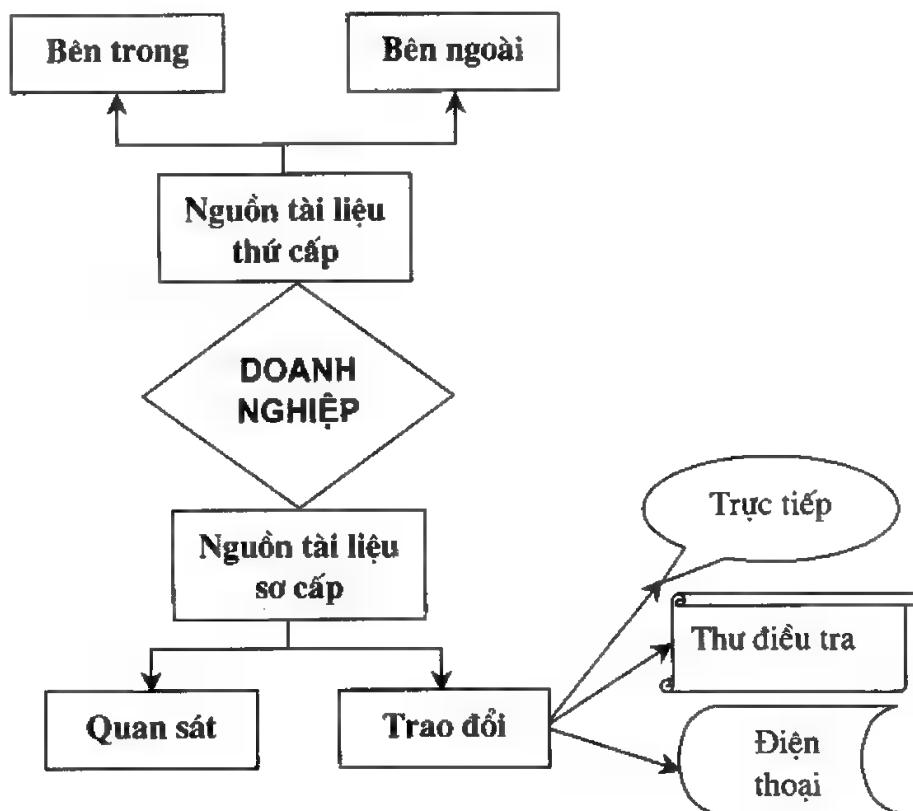 Bên trong
Bên ngoài
Nguồn tài liệu
thứ cấp
DOANH
NGHIỆP
Trực tiếp
Nguồn tài liệu
sơ cấp
Thư điều tra
Quan sát
Trao đổi
Điện
thoại